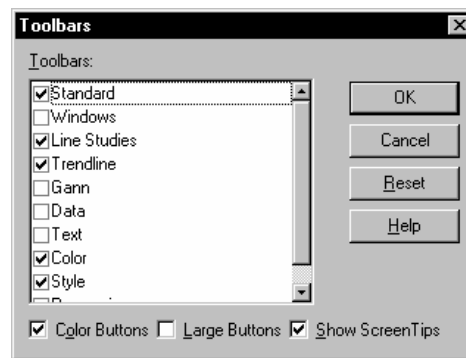 Toolbars
Toolbars:
Standard
Windows
Line Studies
Trendline
Gann
Data
Text
Color
Style
OK
Cancel
Reset
Help
Color Buttons Large Buttons Show ScreenTips